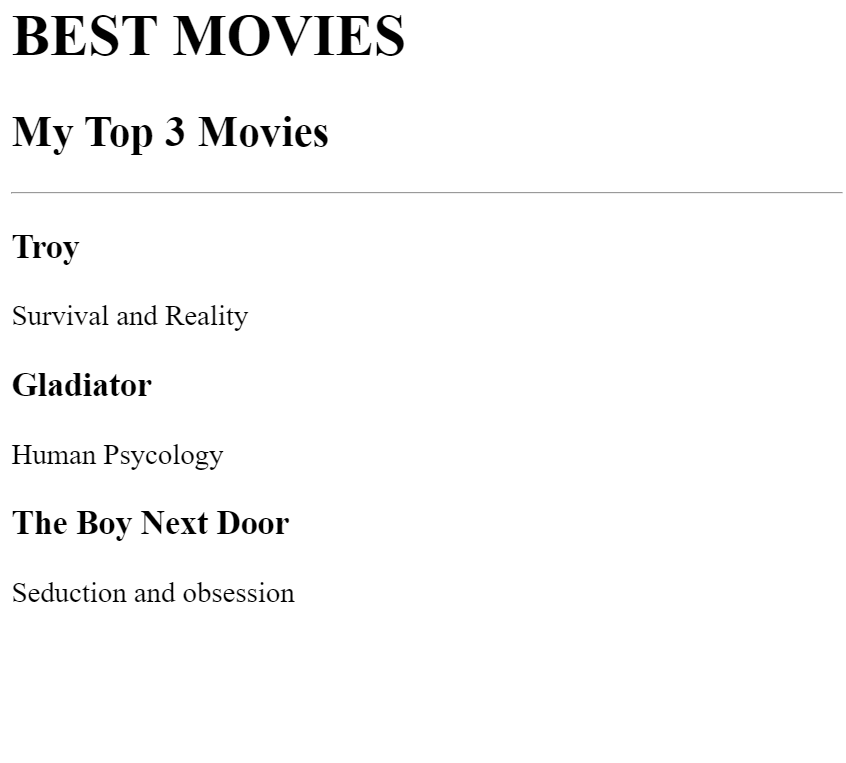 BEST MOVIES
My Top 3 Movies
Troy
Survival and Reality
Gladiator
Human Psycology
The Boy Next Door
Seduction and obsession